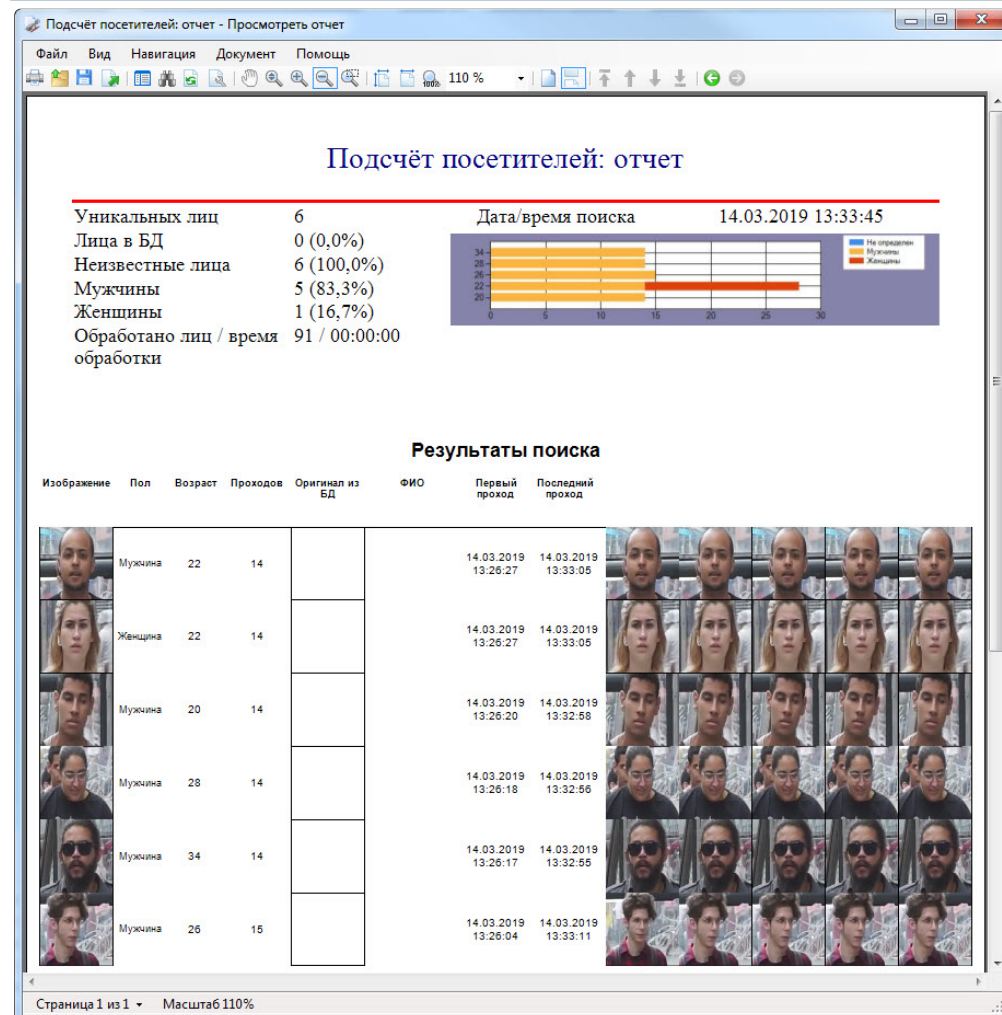 Подсчёт посетителей: отчет - Просмотреть отчет
Файл Вид Навигация Документ Помощь
110 %
Подсчёт посетителей: отчет
Уникальных лиц 6 Дата/время поиска 14.03.2019 13:33:45
Лица в БД 0 (0,0%)
Неизвестные лица 6 (100,0%)
Мужчины 5 (83,3%)
Женщины 1 (16,7%)
Обработано лиц / время 91 / 00:00:00
обработки
Не определен
Мужчины
Женщины
34
28
26
22
20
0 5 10 15 20 25 30
Результаты поиска
Изображение Пол Возраст Проходов Оригинал из ФИО Первый Последний
БД проход проход
Мужчина 22 14 14.03.2019 14.03.2019
13:26:27 13:33:05
Женщина 22 14 14.03.2019 14.03.2019
13:26:27 13:33:05
Мужчина 20 14 14.03.2019 14.03.2019
13:26:20 13:32:58
Мужчина 28 14 14.03.2019 14.03.2019
13:26:18 13:32:56
Мужчина 34 14 14.03.2019 14.03.2019
13:26:17 13:32:55
Мужчина 26 15 14.03.2019 14.03.2019
13:26:04 13:33:11
Страница 1 из 1 Масштаб 110%